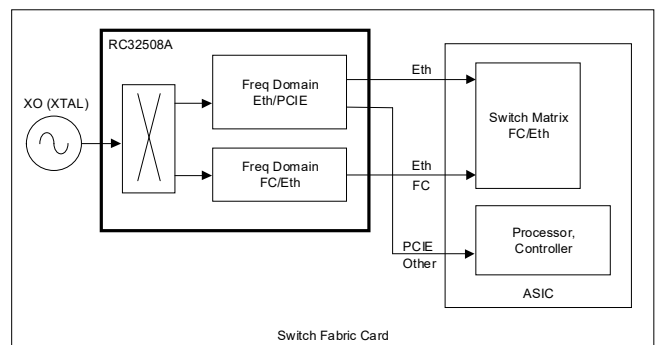 RC32508A
XO (XTAL)
Freq Domain
Eth/PCIE
Freq Domain
FC/Eth
Eth
Eth
FC
PCIE
Other
Switch Matrix
FC/Eth
Processor,
Controller
ASIC
Switch Fabric Card